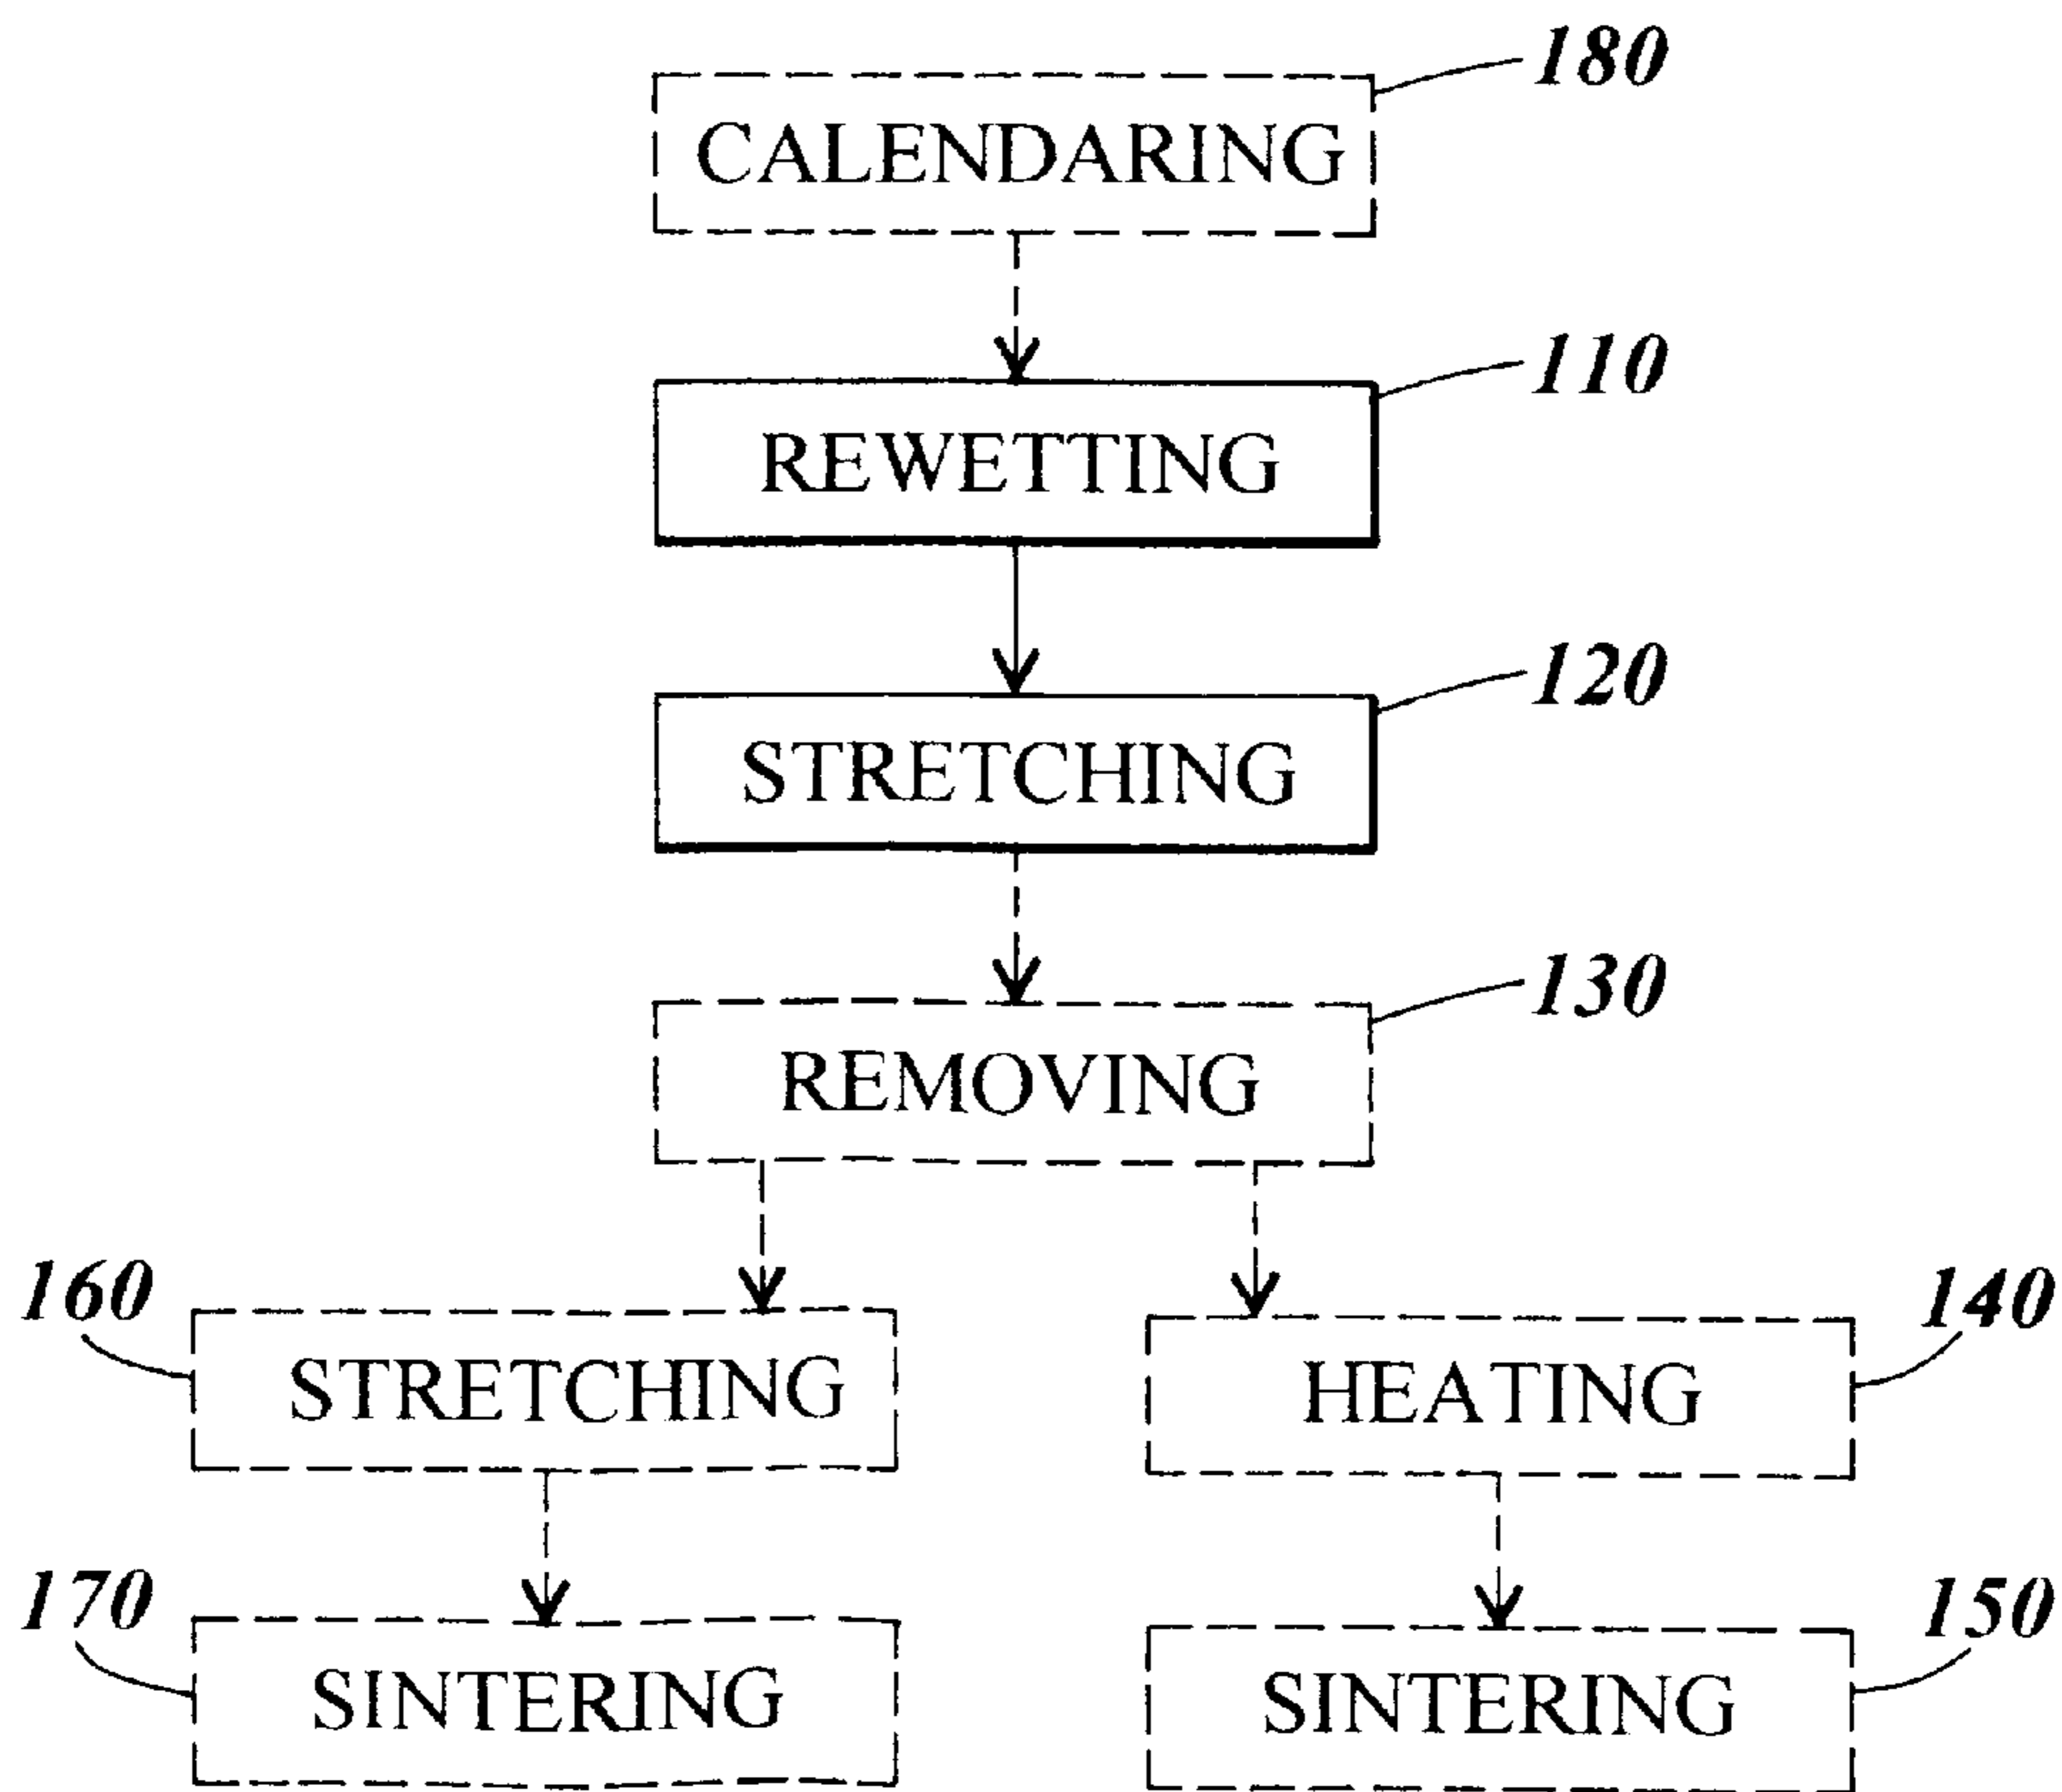 180
CALENDARING
110
REWETTING
120
STRETCHING
130
REMOVING
160
STRETCHING
140
HEATING
170
SINTERING
150
SINTERING